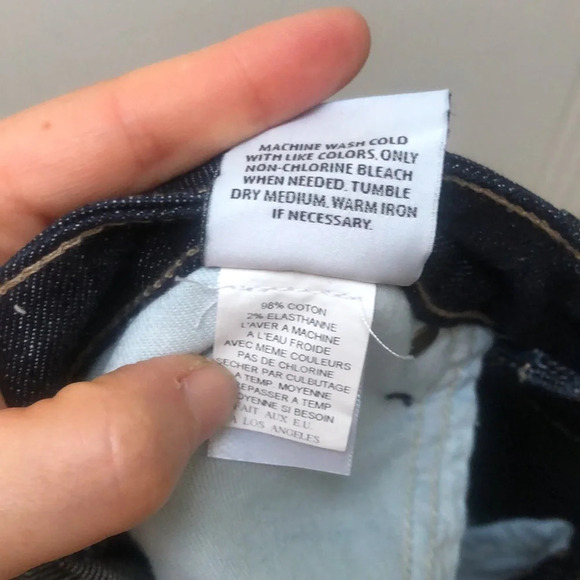 MACHINE WASH COLD
WITH LIKE COLORS. ONLY
NON-CHLORINE BLEACH
WHEN NEEDED. TUMBLE
DRY MEDIUM. WARM IRON
IF NECESSARY.
98% COTON
2% ELASTHANNE
L'AVER A MACHINE
A L'EAU FROIDE
AVEC MEME COULEURS
PAS DE CHLORINE
SECHER PAR CULBUTAGE
A TEMP. MOYENNE
REPASSER A TEMP
MOYENNE SI BESOIN
FAIT AUX E.U.
A LOS ANGELES